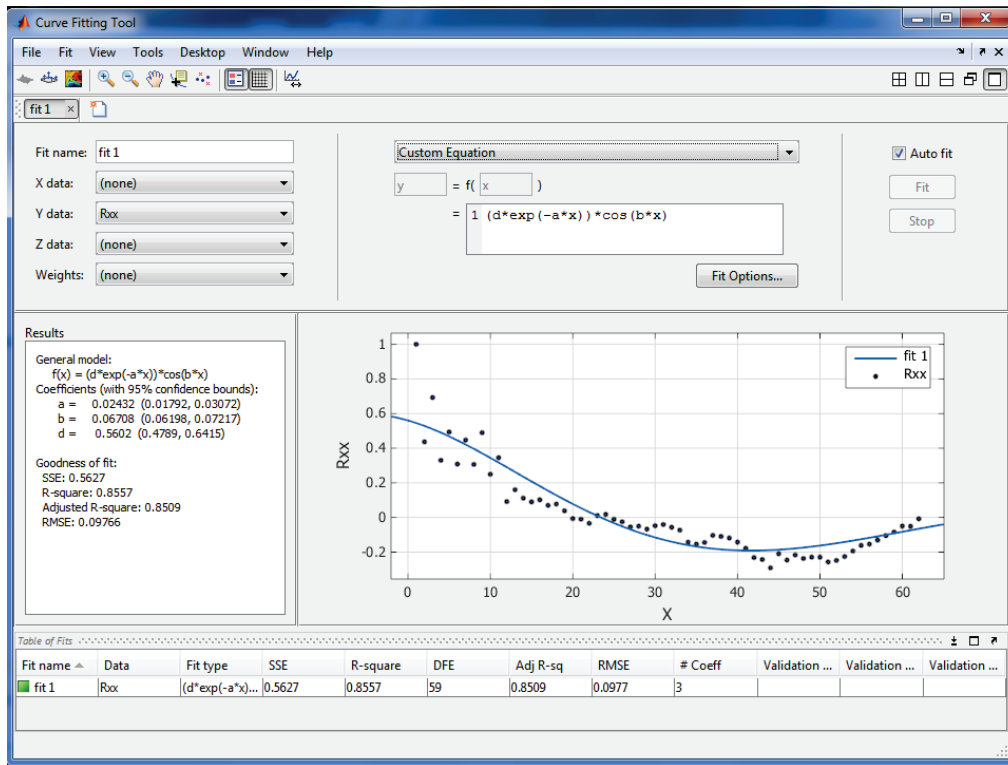 Curve Fitting Tool
File Fit View Tools Desktop Window Help
fit 1
Fit name: fit 1
X data: (none)
Y data: Rxx
Z data: (none)
Weights: (none)
Custom Equation
y = f( x )
= 1 (d*exp(-a*x))*cos(b*x)
Fit Options...
Auto fit
Fit
Stop
Results
General model:
f(x) = (d*exp(-a*x))*cos(b*x)
Coefficients (with 95% confidence bounds):
a = 0.02432 (0.01792, 0.03072)
b = 0.06708 (0.06198, 0.07217)
d = 0.5602 (0.4789, 0.6415)
Goodness of fit:
SSE: 0.5627
R-square: 0.8557
Adjusted R-square: 0.8509
RMSE: 0.09766
fit 1
Rxx
1
0.8
0.6
0.4
0.2
0
-0.2
Rxx
0 10 20 30 40 50 60
X
Table of Fits
Fit name Data Fit type SSE R-square DFE Adj R-sq RMSE # Coeff Validation ... Validation ... Validation ...
fit 1 Rxx (d*exp(-a*x)... 0.5627 0.8557 59 0.8509 0.0977 3